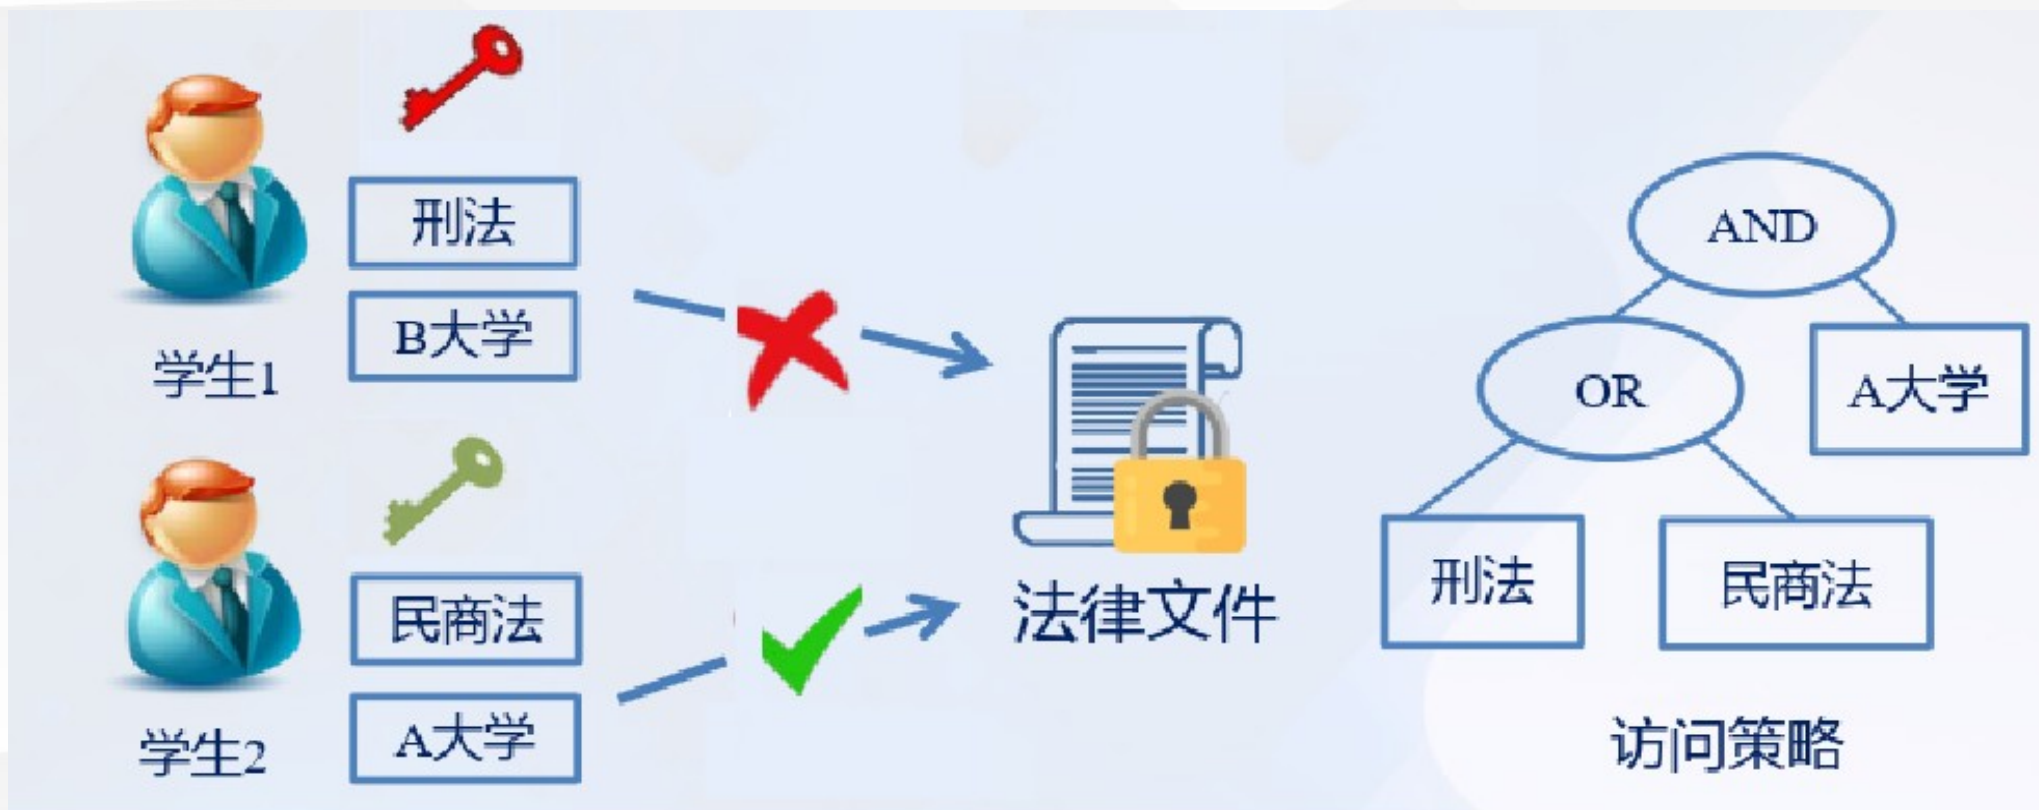 刑法
B大学
学生1
民商法
A大学
学生2
法律文件
AND
OR
A大学
刑法
民商法
访问策略